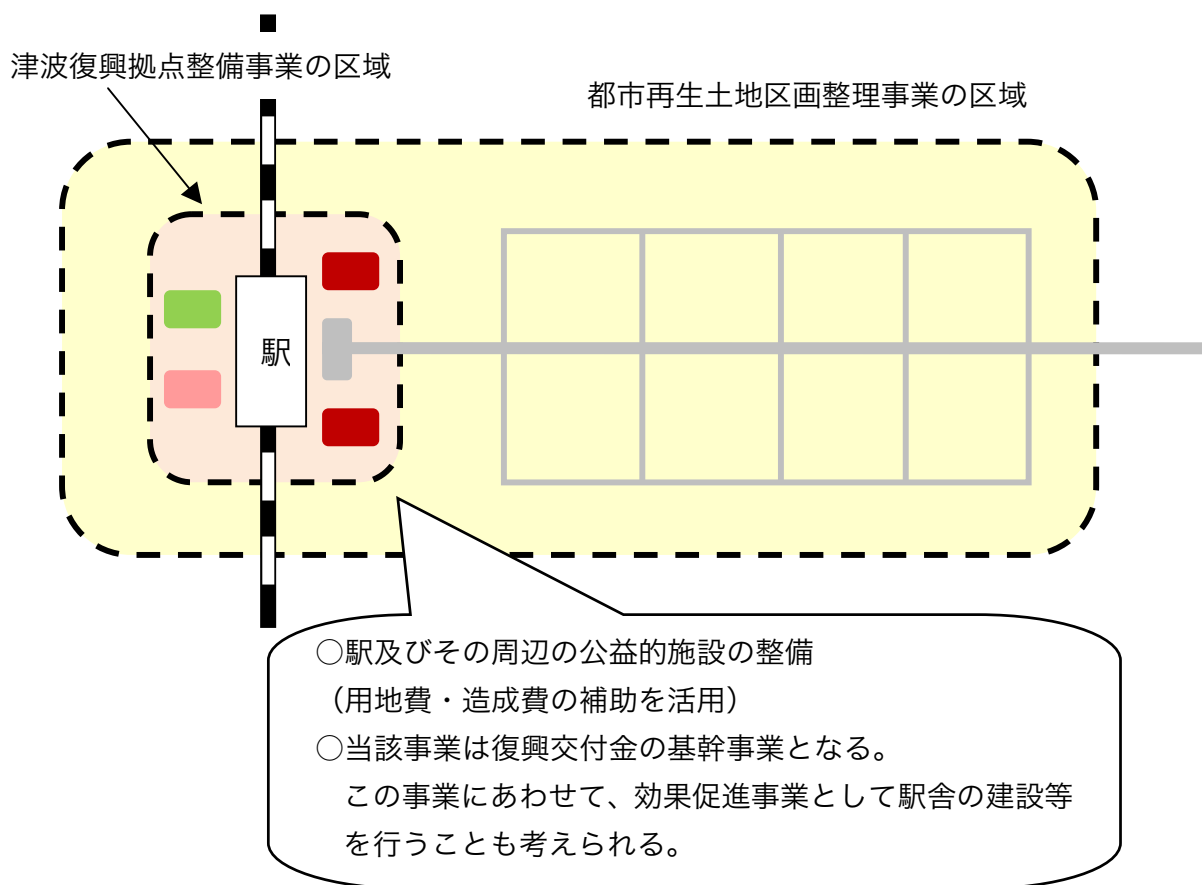 津波復興拠点整備事業の区域
都市再生土地区画整理事業の区域
駅
○駅及びその周辺の公益的施設の整備
（用地費・造成費の補助を活用）
○当該事業は復興交付金の基幹事業となる。
この事業にあわせて、効果促進事業として駅舎の建設等
を行うことも考えられる。